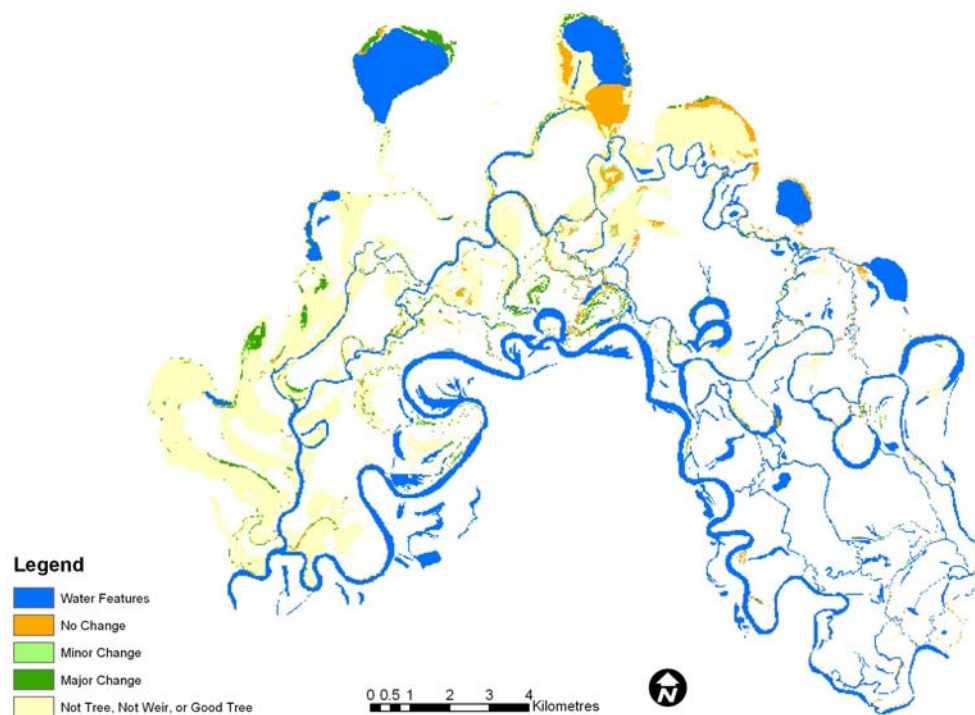 Legend
Water Features
No Change
Minor Change
Major Change
Not Tree, Not Weir, or Good Tree
0 0.5 1 2 3 4
Kilometres
N